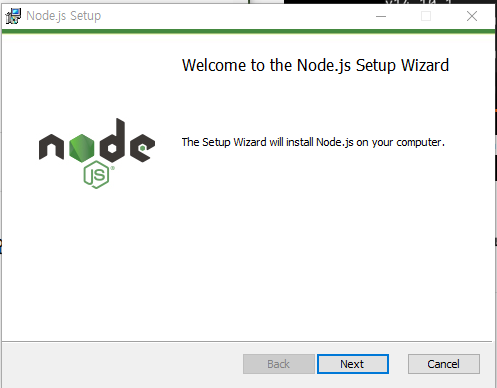 Node.js Setup
Welcome to the Node.js Setup Wizard
node
JS
The Setup Wizard will install Node.js on your computer.
Back
Next
Cancel